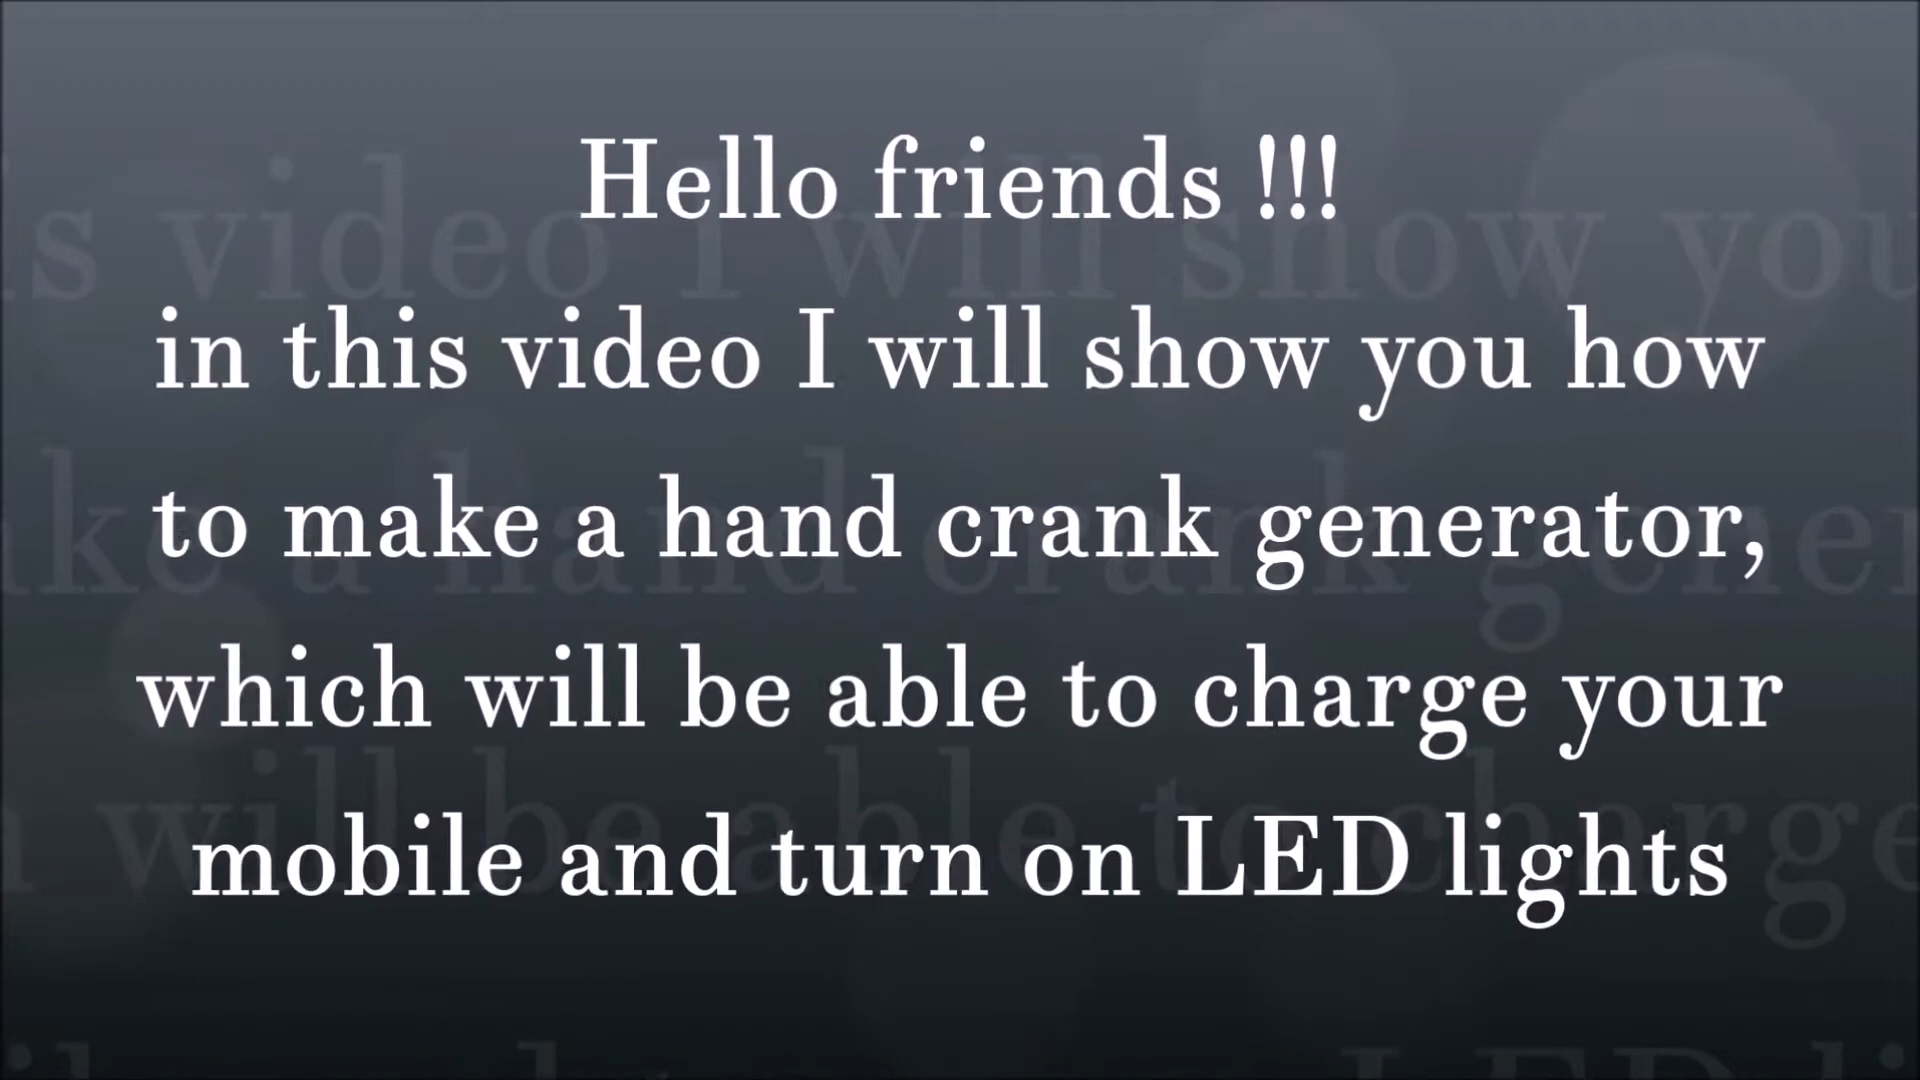 Hello friends !!!
in this video I will show you how
to make a hand crank generator,
which will be able to charge your
mobile and turn on LED lights